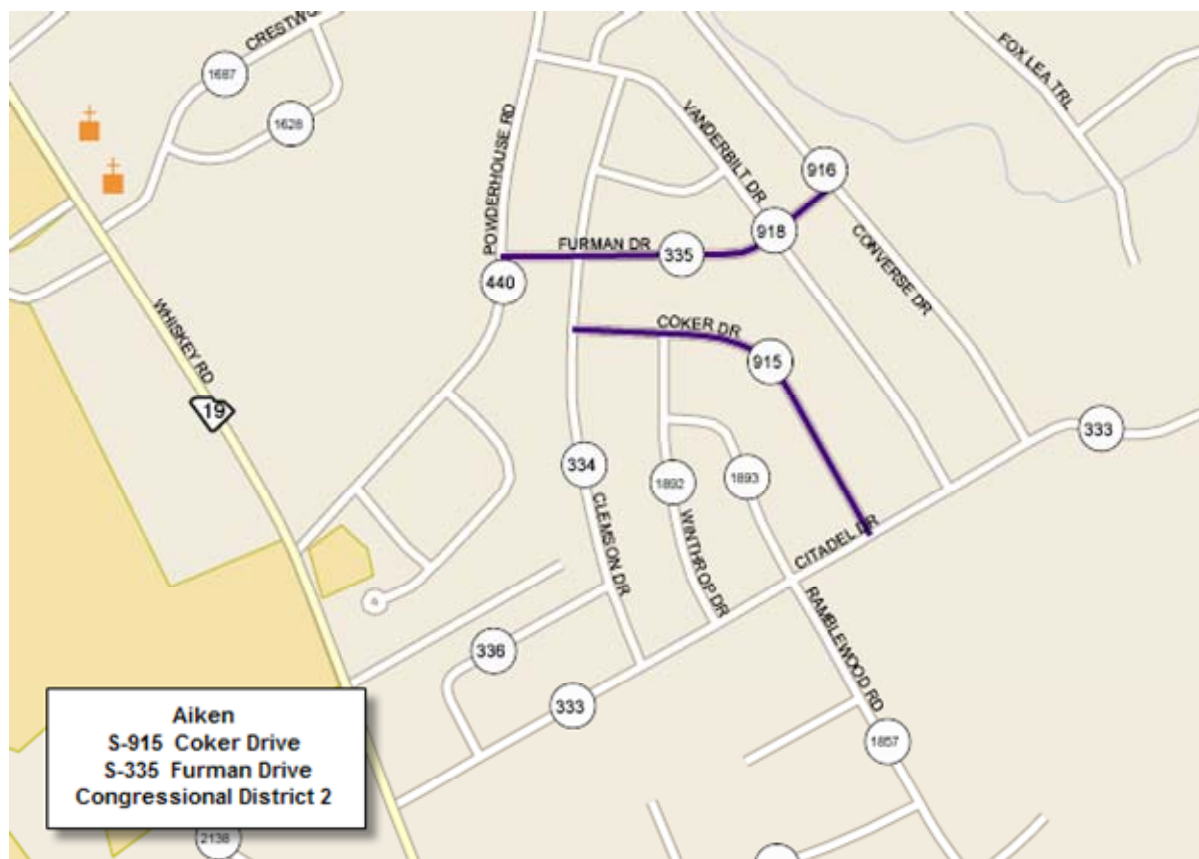 CRESTW
1687
1628
FOX LEA TRL
POWDERHOUSE RD
VANDERBILT DR
916
918
FURMAN DR
335
CONVERSE DR
440
WHISKEY RD
COKER DR
915
19
333
334
1892
1893
CLEMSON DR
WINTHROP DR
CITADEL DR
RAMBLEWOOD RD
336
333
1857
Aiken
S-915 Coker Drive
S-335 Furman Drive
Congressional District 2
2138